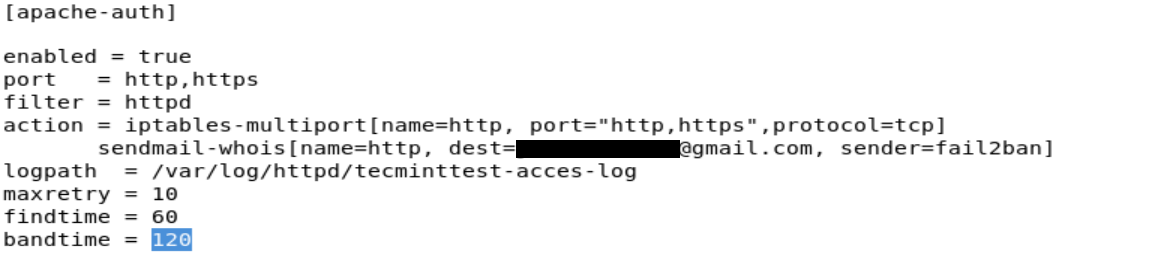 [apache-auth]
enabled = true
port   = http,https
filter = httpd
action = iptables-multiport[name=http, port="http,https",protocol=tcp]
       sendmail-whois[name=http, dest=@gmail.com, sender=fail2ban]
logpath  = /var/log/httpd/tecminttest-acces-log
maxretry = 10
findtime = 60
bandtime = 120